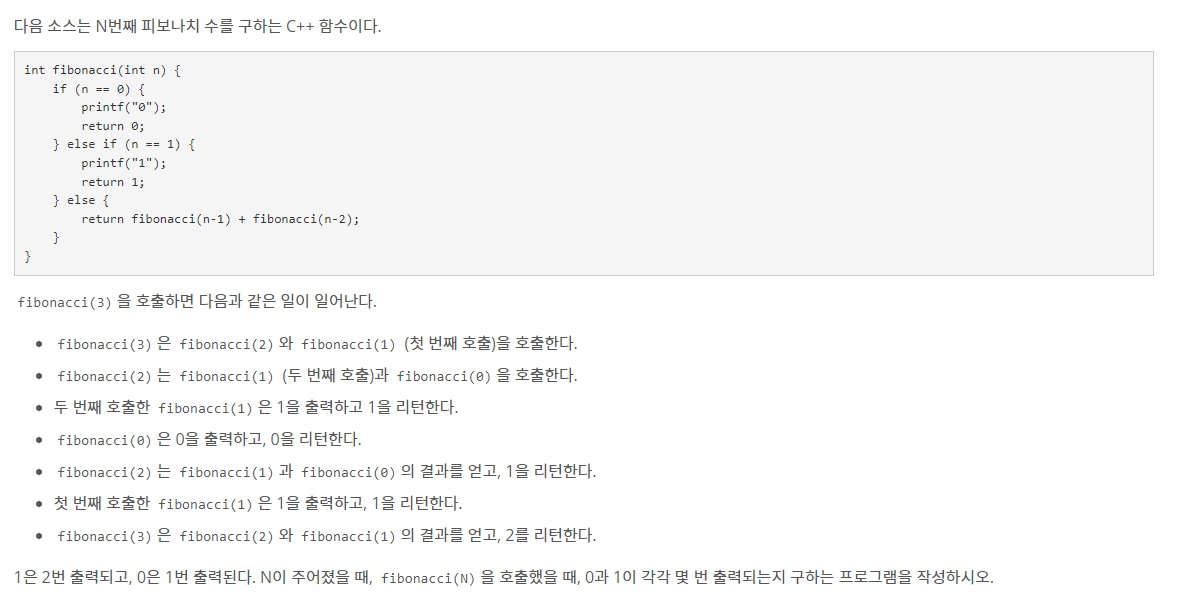 다음 소스는 N번째 피보나치 수를 구하는 C++ 함수이다.
int fibonacci(int n) {
    if (n == 0) {
        printf("0");
        return 0;
    } else if (n == 1) {
        printf("1");
        return 1;
    } else {
        return fibonacci(n-1) + fibonacci(n-2);
    }
}
fibonacci(3) 을 호출하면 다음과 같은 일이 일어난다.
• fibonacci(3) 은 fibonacci(2) 와 fibonacci(1) (첫 번째 호출)을 호출한다.
• fibonacci(2) 는 fibonacci(1) (두 번째 호출)과 fibonacci(0) 을 호출한다.
• 두 번째 호출한 fibonacci(1) 은 1을 출력하고 1을 리턴한다.
• fibonacci(0) 은 0을 출력하고, 0을 리턴한다.
• fibonacci(2) 는 fibonacci(1) 과 fibonacci(0) 의 결과를 얻고, 1을 리턴한다.
• 첫 번째 호출한 fibonacci(1) 은 1을 출력하고, 1을 리턴한다.
• fibonacci(3) 은 fibonacci(2) 와 fibonacci(1) 의 결과를 얻고, 2를 리턴한다.
1은 2번 출력되고, 0은 1번 출력된다. N이 주어졌을 때, fibonacci(N) 을 호출했을 때, 0과 1이 각각 몇 번 출력되는지 구하는 프로그램을 작성하시오.